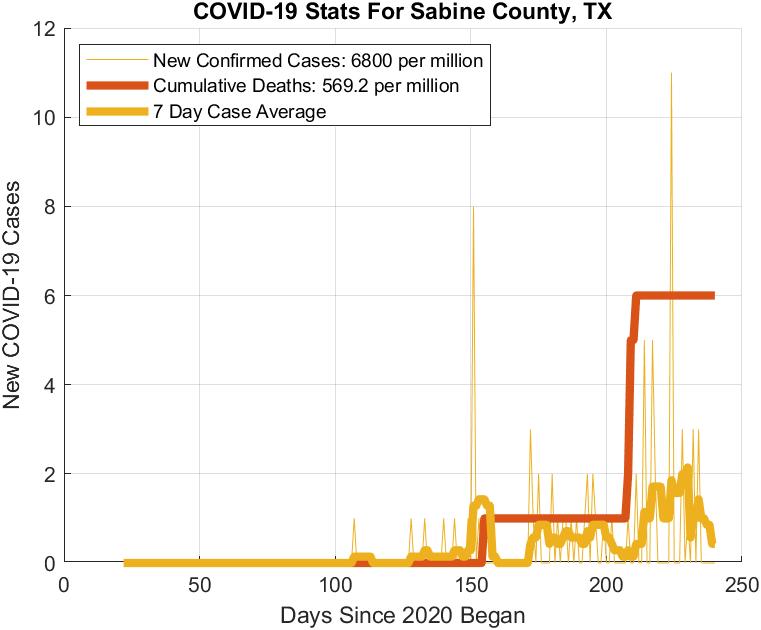 COVID-19 Stats For Sabine County, TX
New Confirmed Cases: 6800 per million
Cumulative Deaths: 569.2 per million
7 Day Case Average
New COVID-19 Cases
12
10
8
6
4
2
0
0 50 100 150 200 250
Days Since 2020 Began